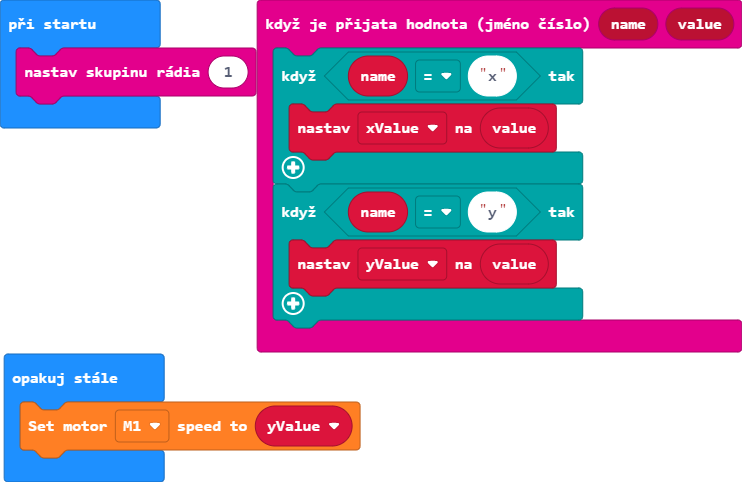 při startu
nastav skupinu rádia 1
když je přijata hodnota (jméno číslo) name value
když name = "x" tak
nastav xValue na value
když name = "y" tak
nastav yValue na value
opakuj stále
Set motor M1 speed to yValue